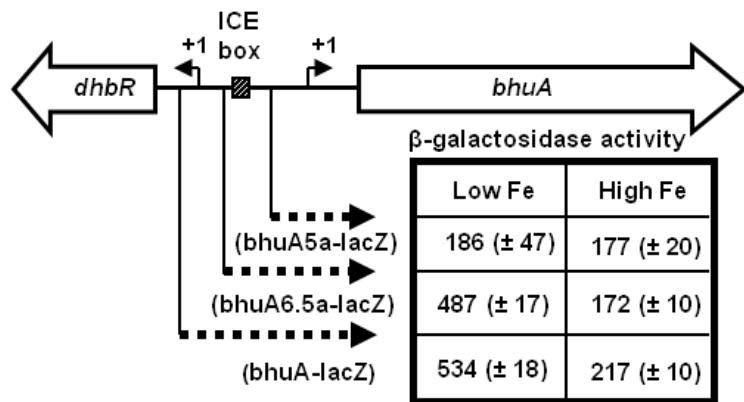 ICE
box
+1
+1
dhbR
bhuA
β-galactosidase activity
Low Fe
High Fe
(bhuA5a-lacZ)
186 (± 47)
177 (± 20)
(bhuA6.5a-lacZ)
487 (± 17)
172 (± 10)
(bhuA-lacZ)
534 (± 18)
217 (± 10)